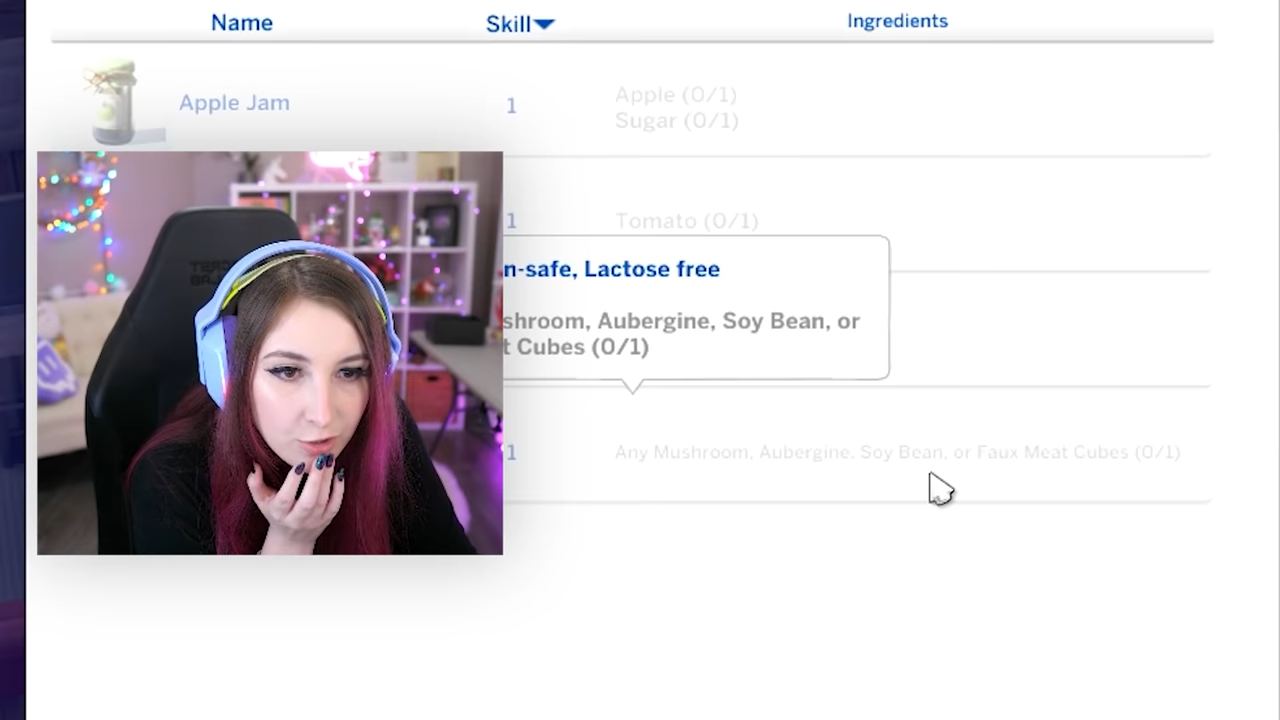 Name Skill Ingredients
Apple Jam 1 Apple (0/1)
Sugar (0/1)
1 Tomato (0/1)
n-safe, Lactose free
shroom, Aubergine, Soy Bean, or
t Cubes (0/1)
1 Any Mushroom, Aubergine, Soy Bean, or Faux Meat Cubes (0/1)